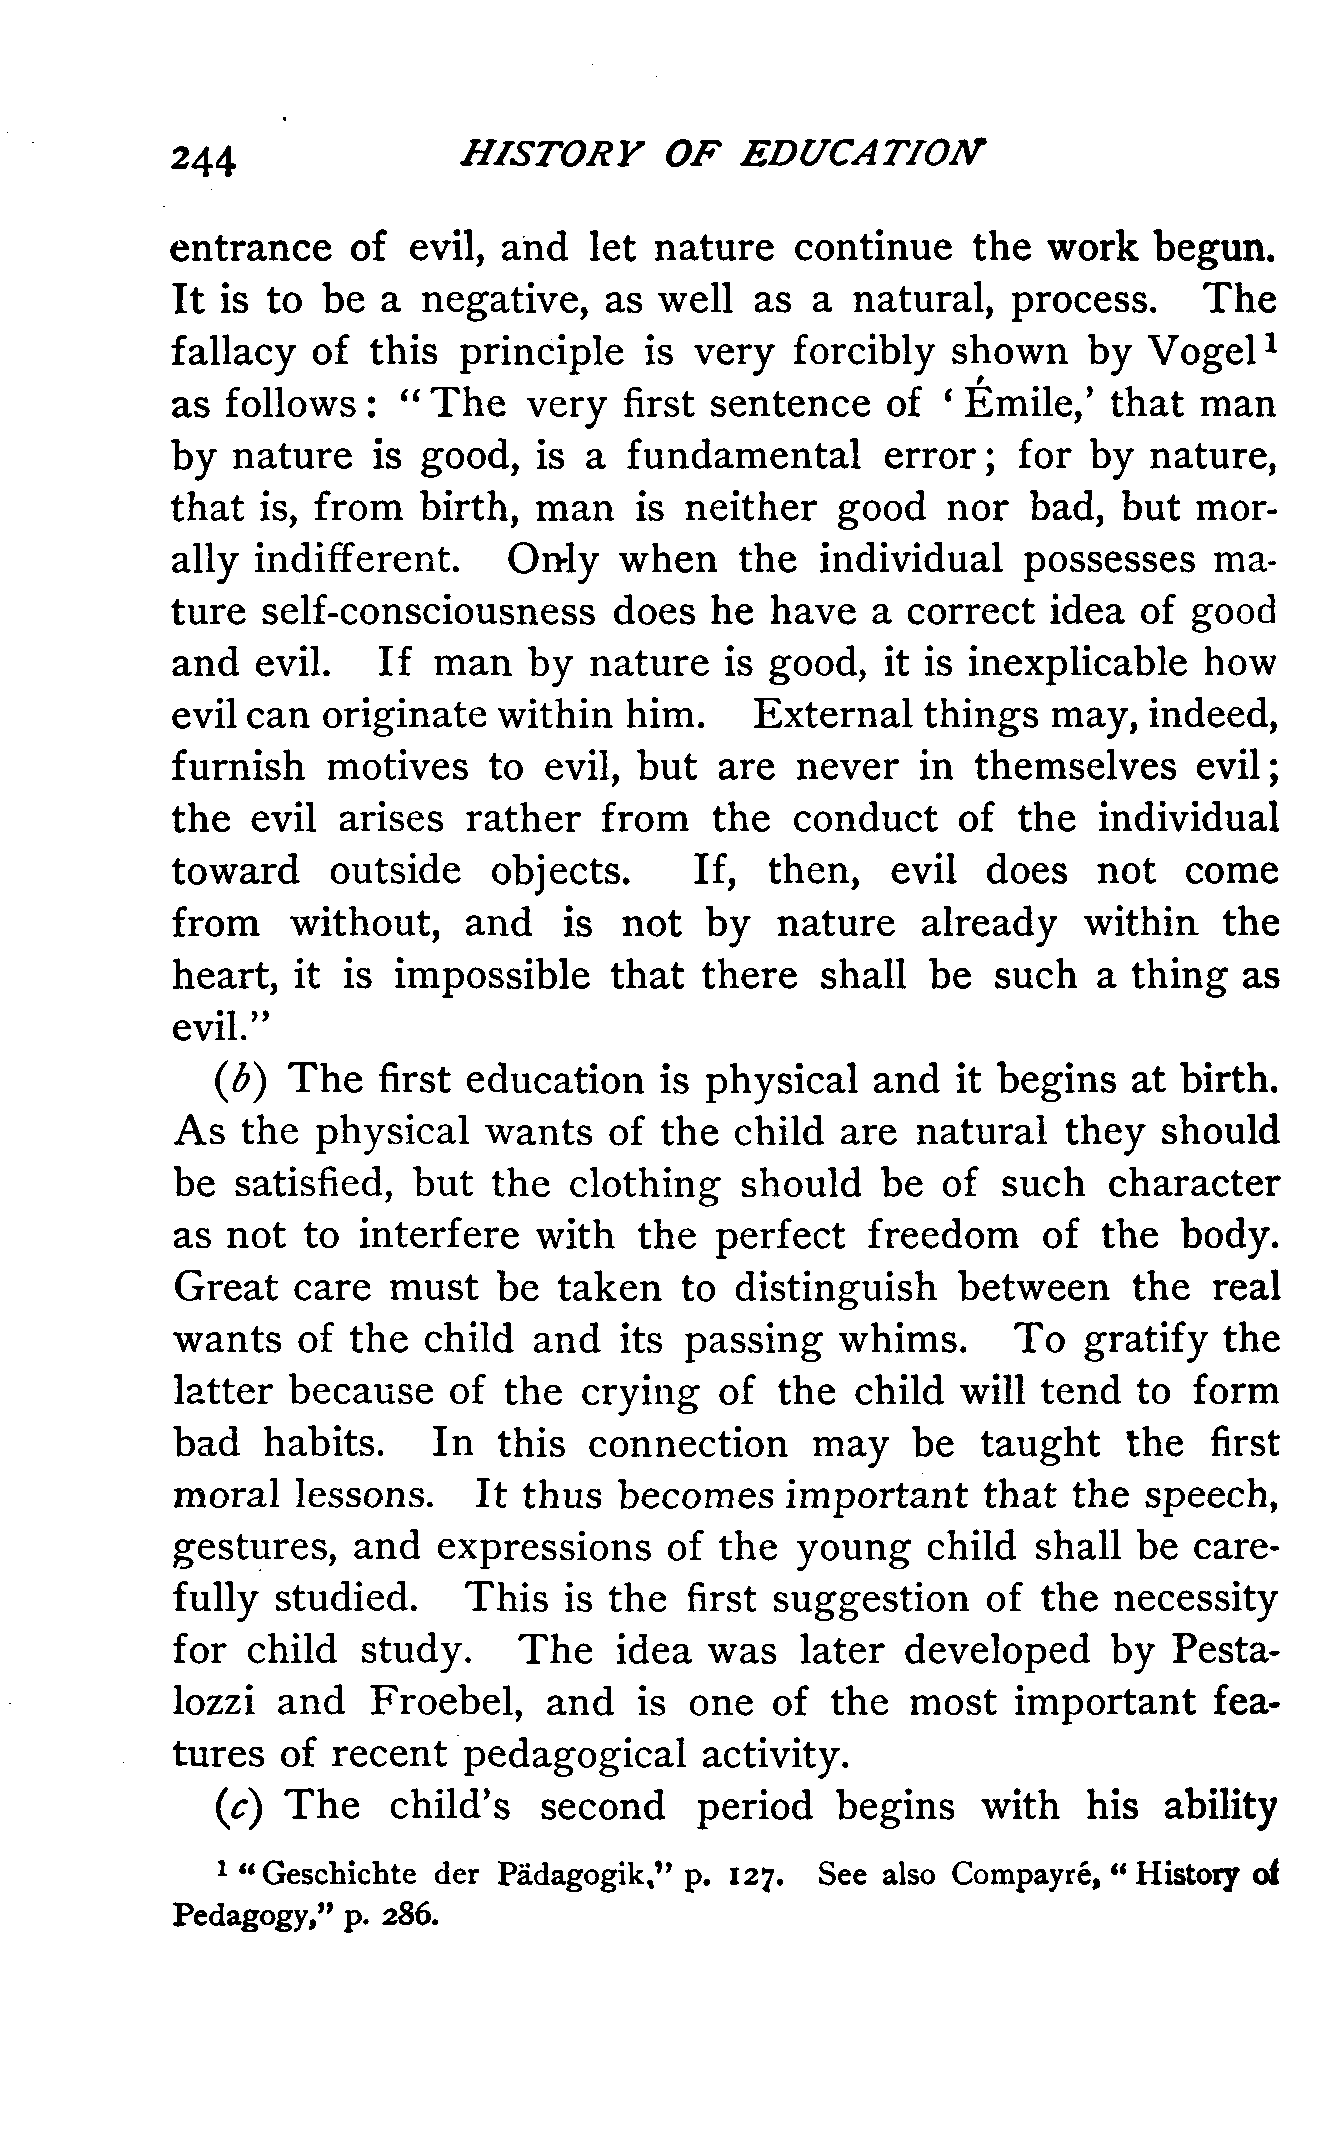 244 HISTORY OF EDUCATION
entrance of evil, and let nature continue the work begun.
It is to be a negative, as well as a natural, process. The
fallacy of this principle is very forcibly shown by Vogel¹
as follows: "The very first sentence of 'Émile,' that man
by nature is good, is a fundamental error; for by nature,
that is, from birth, man is neither good nor bad, but mor-
ally indifferent. Only when the individual possesses ma-
ture self-consciousness does he have a correct idea of good
and evil. If man by nature is good, it is inexplicable how
evil can originate within him. External things may, indeed,
furnish motives to evil, but are never in themselves evil;
the evil arises rather from the conduct of the individual
toward outside objects. If, then, evil does not come
from without, and is not by nature already within the
heart, it is impossible that there shall be such a thing as
evil."
(b) The first education is physical and it begins at birth.
As the physical wants of the child are natural they should
be satisfied, but the clothing should be of such character
as not to interfere with the perfect freedom of the body.
Great care must be taken to distinguish between the real
wants of the child and its passing whims. To gratify the
latter because of the crying of the child will tend to form
bad habits. In this connection may be taught the first
moral lessons. It thus becomes important that the speech,
gestures, and expressions of the young child shall be care-
fully studied. This is the first suggestion of the necessity
for child study. The idea was later developed by Pesta-
lozzi and Froebel, and is one of the most important fea-
tures of recent pedagogical activity.
(c) The child's second period begins with his ability
¹ "Geschichte der Pädagogik," p. 127. See also Compayré, "History of
Pedagogy," p. 286.